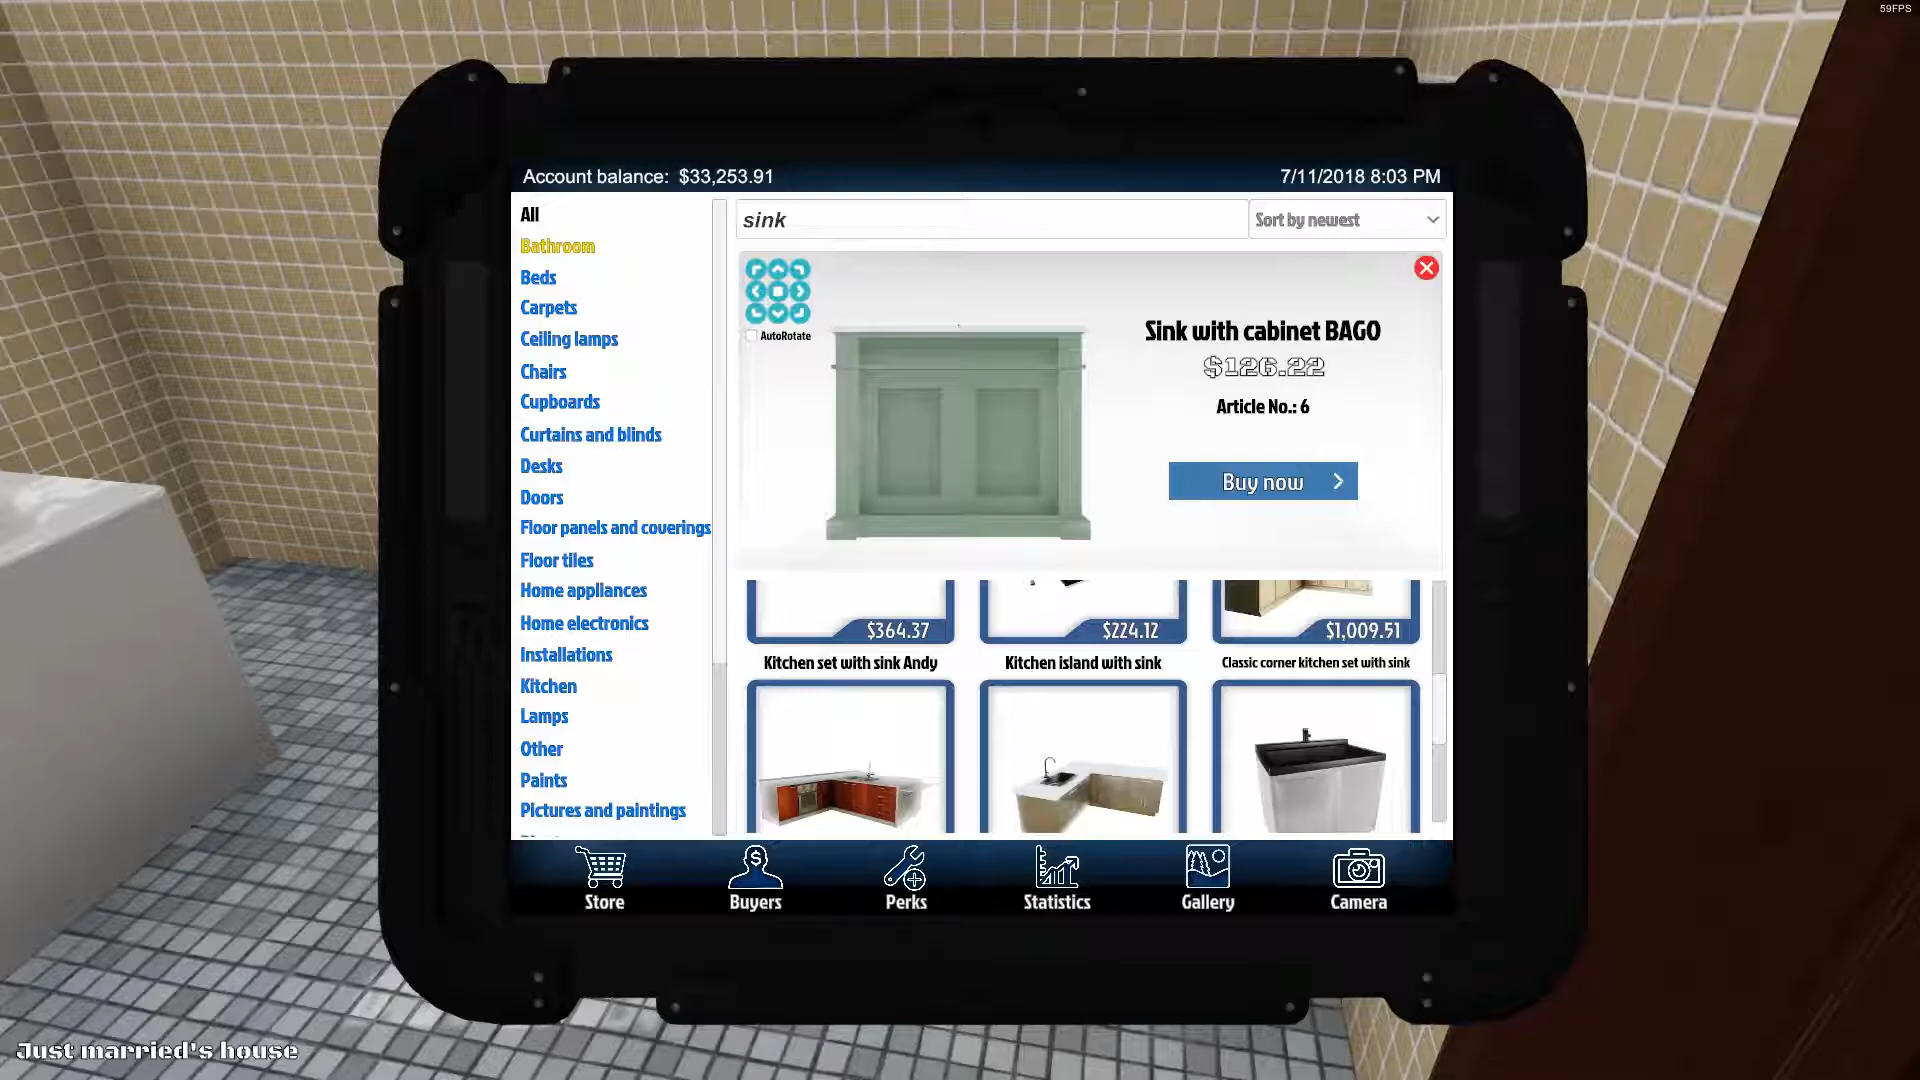 59FPS
Account balance: $33,253.91
7/11/2018 8:03 PM
All
Bathroom
Beds
Carpets
Ceiling lamps
Chairs
Cupboards
Curtains and blinds
Desks
Doors
Floor panels and coverings
Floor tiles
Home appliances
Home electronics
Installations
Kitchen
Lamps
Other
Paints
Pictures and paintings
sink
Sort by newest
AutoRotate
Sink with cabinet BAGO
$126.22
Article No.: 6
Buy now
$364.37
$224.12
$1,009.51
Kitchen set with sink Andy
Kitchen island with sink
Classic corner kitchen set with sink
Store
Buyers
Perks
Statistics
Gallery
Camera
Just married's house